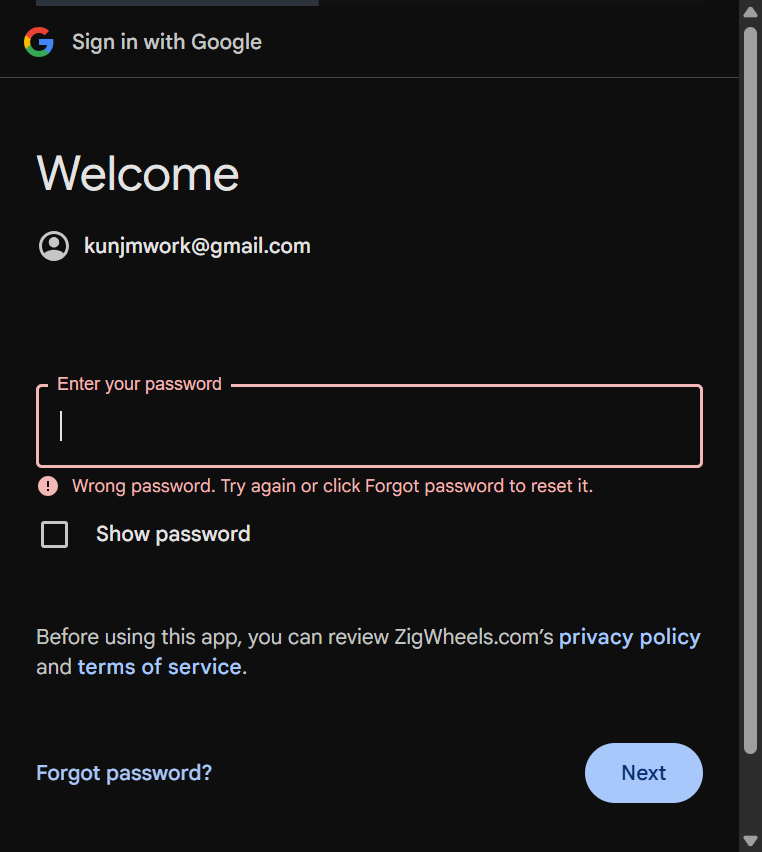 Sign in with Google
Welcome
kunjmwork@gmail.com
Enter your password
Wrong password. Try again or click Forgot password to reset it.
Show password
Before using this app, you can review ZigWheels.com’s privacy policy
and terms of service.
Forgot password?
Next